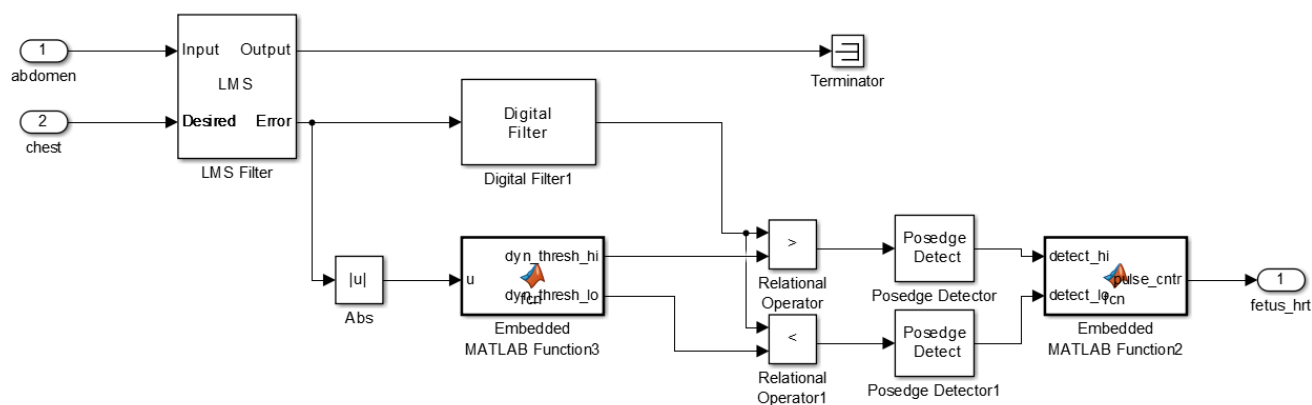 1
abdomen
2
chest
Input Output
LMS
Desired Error
LMS Filter
Terminator
Digital
Filter
Digital Filter1
|u|
Abs
u
dyn_thresh_hi
fcn
dyn_thresh_lo
Embedded
MATLAB Function3
>
Relational
Operator
<
Relational
Operator1
Posedge
Detect
Posedge Detector
Posedge
Detect
Posedge Detector1
detect_hi
pulse_cntr
detect_lo
fcn
Embedded
MATLAB Function2
1
fetus_hrt